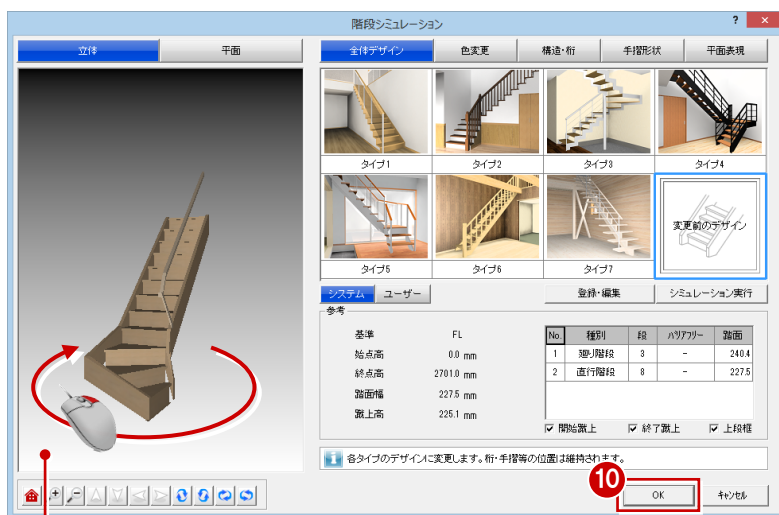 階段シミュレーション
? x
立体 平面
全体デザイン 色変更 構造・桁 手摺形状 平面表現
タイプ1 タイプ2 タイプ3 タイプ4
変更前のデザイン
タイプ5 タイプ6 タイプ7
システム ユーザー 登録・編集 シミュレーション実行
参考
基準 FL
始点高 0.0 mm
終点高 2701.0 mm
踏面幅 227.5 mm
蹴上高 225.1 mm
No. 種別 段 バリアフリー 踏面
1 廻り階段 3 - 240.4
2 直行階段 8 - 227.5
開始蹴上 終了蹴上 上段框
各タイプのデザインに変更します。桁・手摺等の位置は維持されます。
10
OK キャンセル